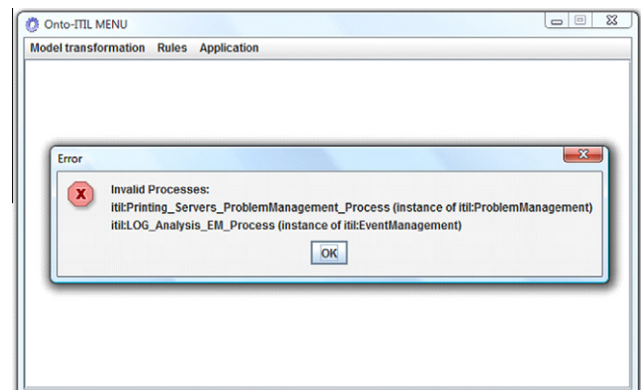 Onto-ITIL MENU
Model transformation Rules Application
Error
Invalid Processes:
itil:Printing_Servers_ProblemManagement_Process (instance of itil:ProblemManagement)
itil:LOG_Analysis_EM_Process (instance of itil:EventManagement)
OK